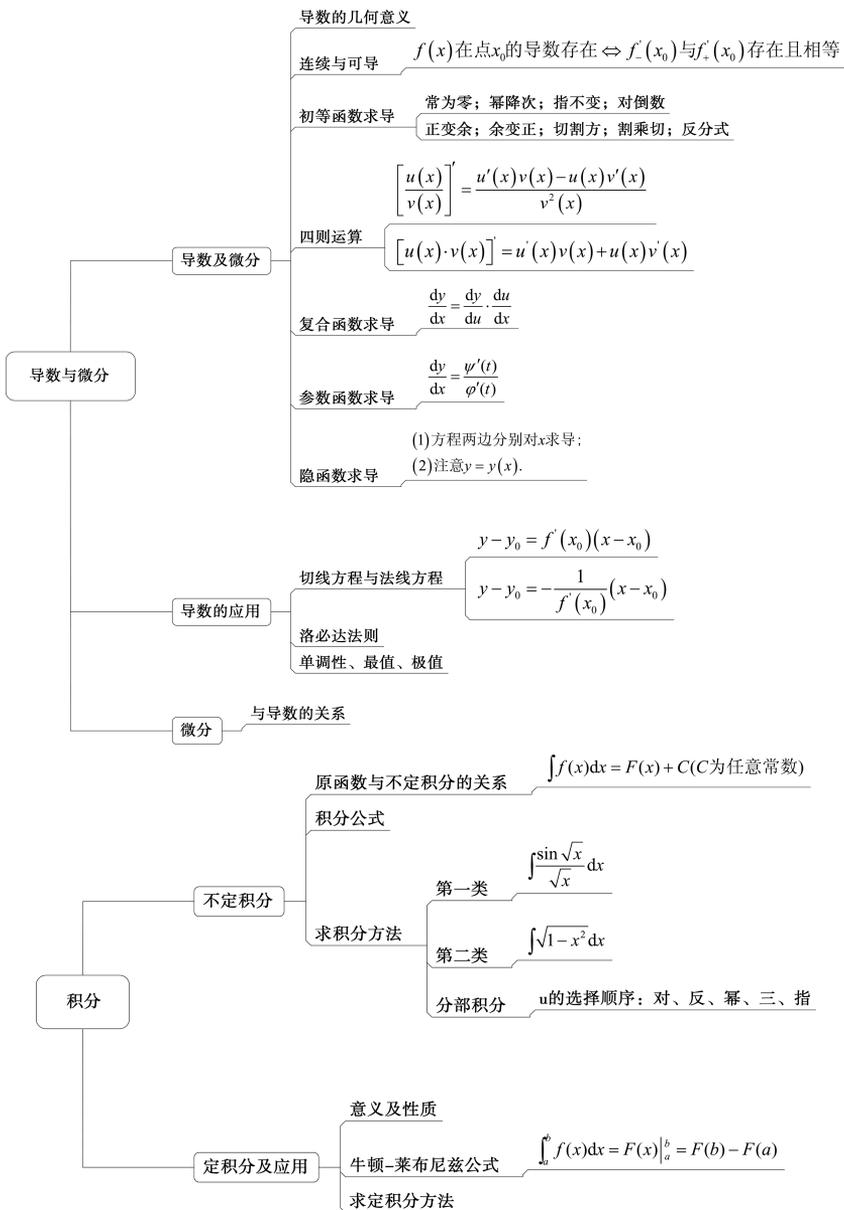 导数与微分
导数及微分
导数的几何意义
连续与可导
f(x)在点x₀的导数存在⇔f'₋(x₀)与f'₊(x₀)存在且相等
初等函数求导
常为零；幂降次；指不变；对倒数
正变余；余变正；切割方；割乘切；反分式
四则运算
[u(x)/v(x)]′ = (u′(x)v(x)−u(x)v′(x))/v²(x)
[u(x)·v(x)]' = u'(x)v(x)+u(x)v'(x)
复合函数求导
dy/dx = dy/du · du/dx
参数函数求导
dy/dx = ψ′(t)/φ′(t)
隐函数求导
(1)方程两边分别对x求导;
(2)注意y = y(x).
导数的应用
切线方程与法线方程
y − y₀ = f'(x₀)(x − x₀)
y − y₀ = −1/f'(x₀) (x − x₀)
洛必达法则
单调性、最值、极值
微分
与导数的关系
积分
不定积分
原函数与不定积分的关系
∫f(x)dx = F(x) + C(C为任意常数)
积分公式
求积分方法
第一类
∫sin√x/√x dx
第二类
∫√(1 − x²)dx
分部积分
u的选择顺序：对、反、幂、三、指
定积分及应用
意义及性质
牛顿-莱布尼兹公式
∫ₐᵇ f(x)dx = F(x)|ₐᵇ = F(b) − F(a)
求定积分方法